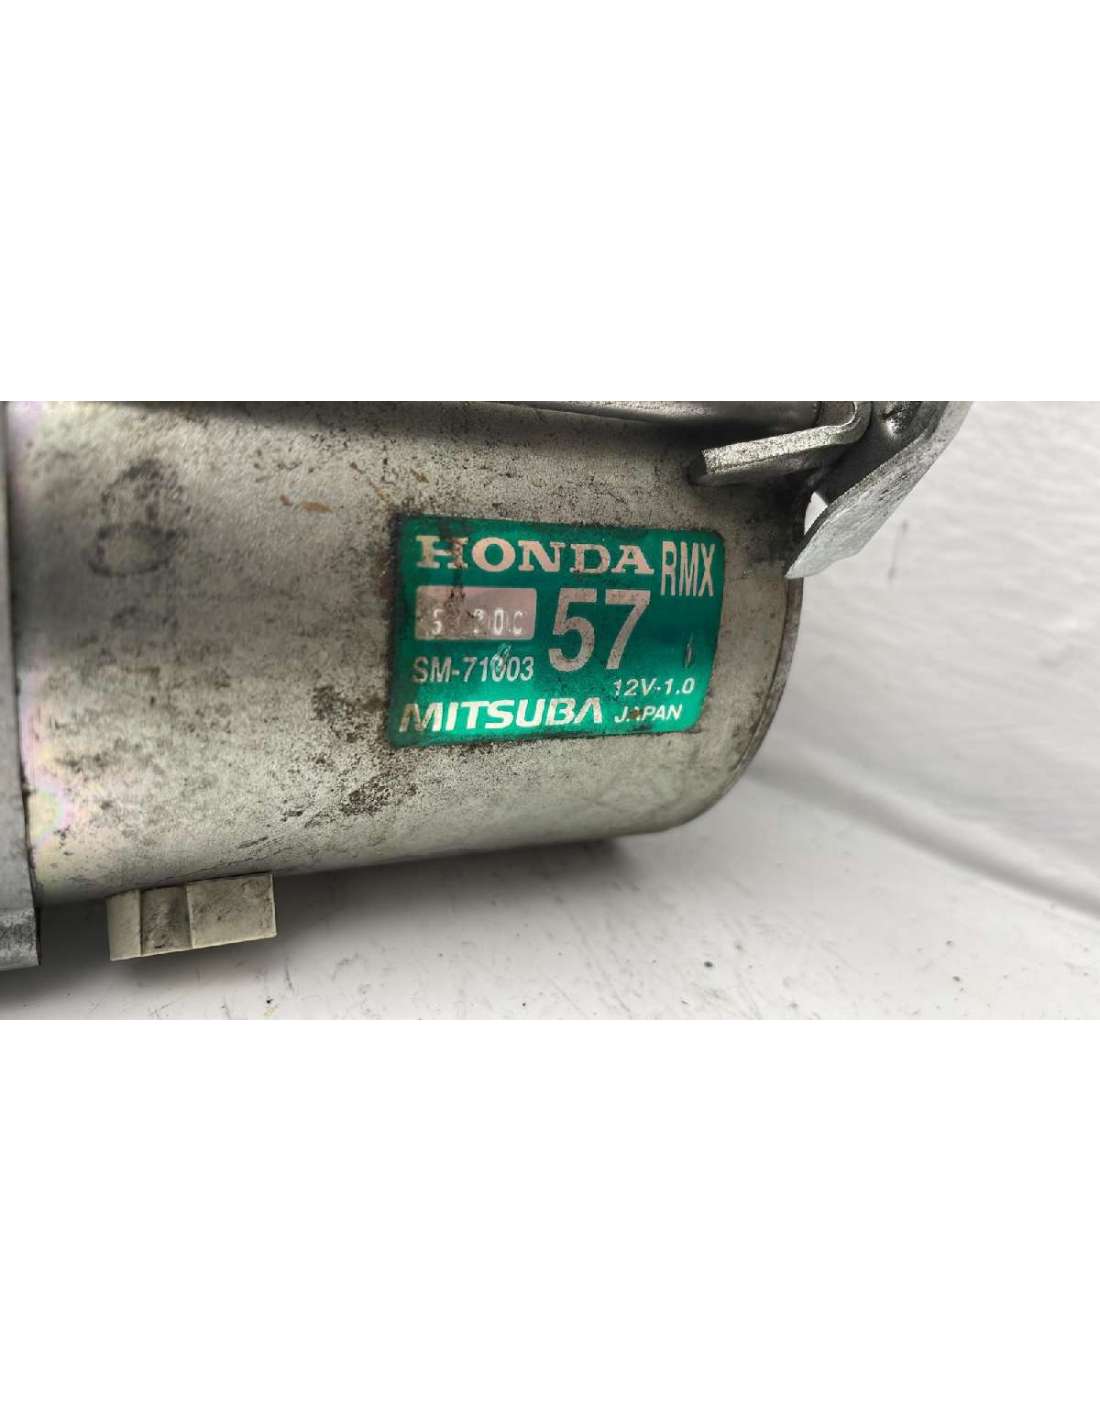 HONDA RMX
57
SM-71003
12V-1.0
MITSUBA JAPAN